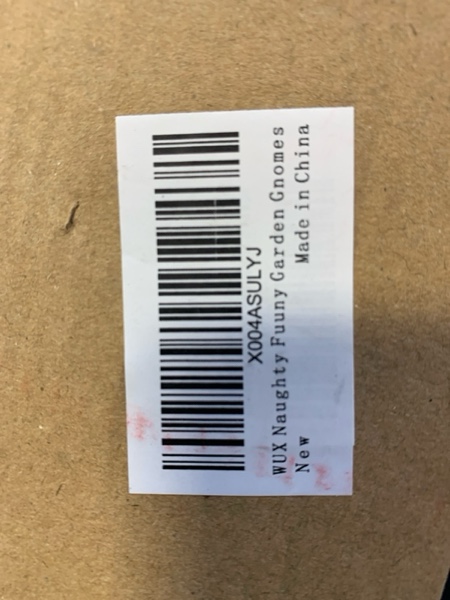 X004ASULYJ
WUX Naughty Fuuny Garden Gnomes
New Made in China